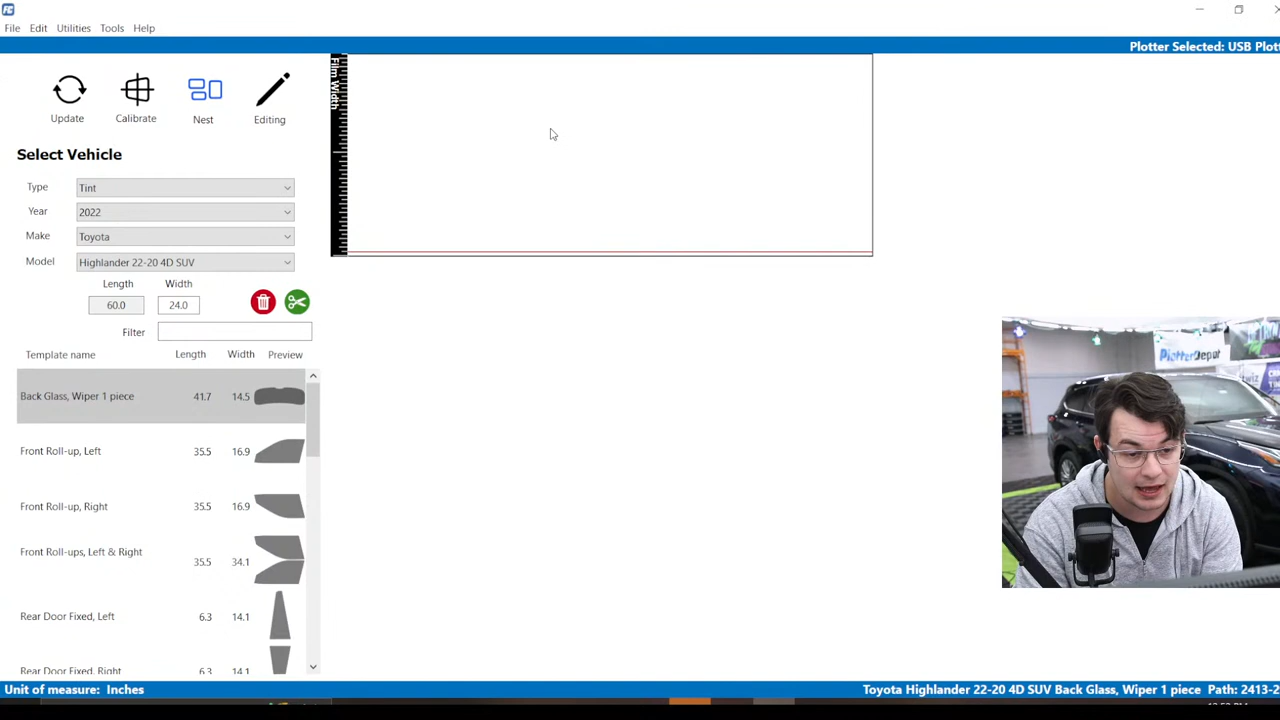 File Edit Utilities Tools Help
Plotter Selected: USB Plott
Film Width
Update Calibrate Nest Editing
Select Vehicle
Type Tint
Year 2022
Make Toyota
Model Highlander 22-20 4D SUV
Length Width
60.0 24.0
Filter
Template name Length Width Preview
Back Glass, Wiper 1 piece 41.7 14.5
Front Roll-up, Left 35.5 16.9
Front Roll-up, Right 35.5 16.9
Front Roll-ups, Left & Right 35.5 34.1
Rear Door Fixed, Left 6.3 14.1
Rear Door Fixed, Right 6.3 14.1
PlotterDepot
Unit of measure: Inches
Toyota Highlander 22-20 4D SUV Back Glass, Wiper 1 piece Path: 2413-2